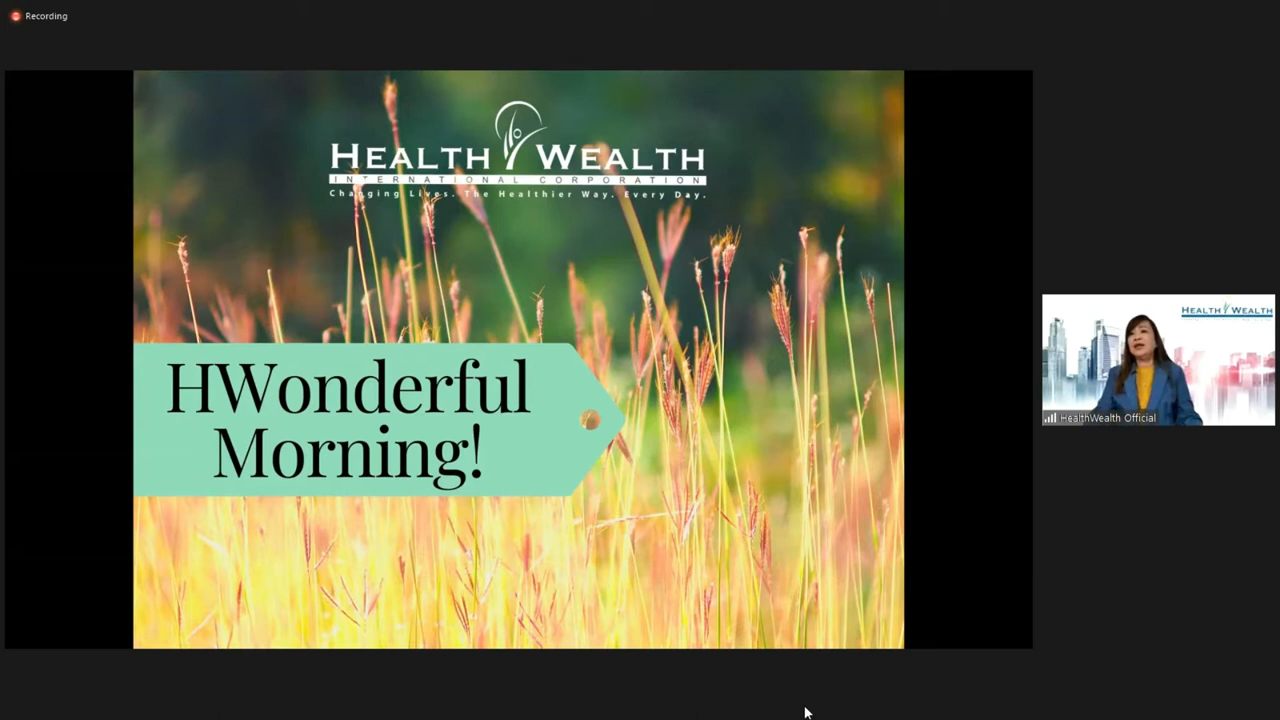 Recording
HEALTH WEALTH
INTERNATIONAL CORPORATION
Changing Lives. The Healthier Way. Every Day.
HWonderful
Morning!
HEALTH WEALTH
HealthWealth Official